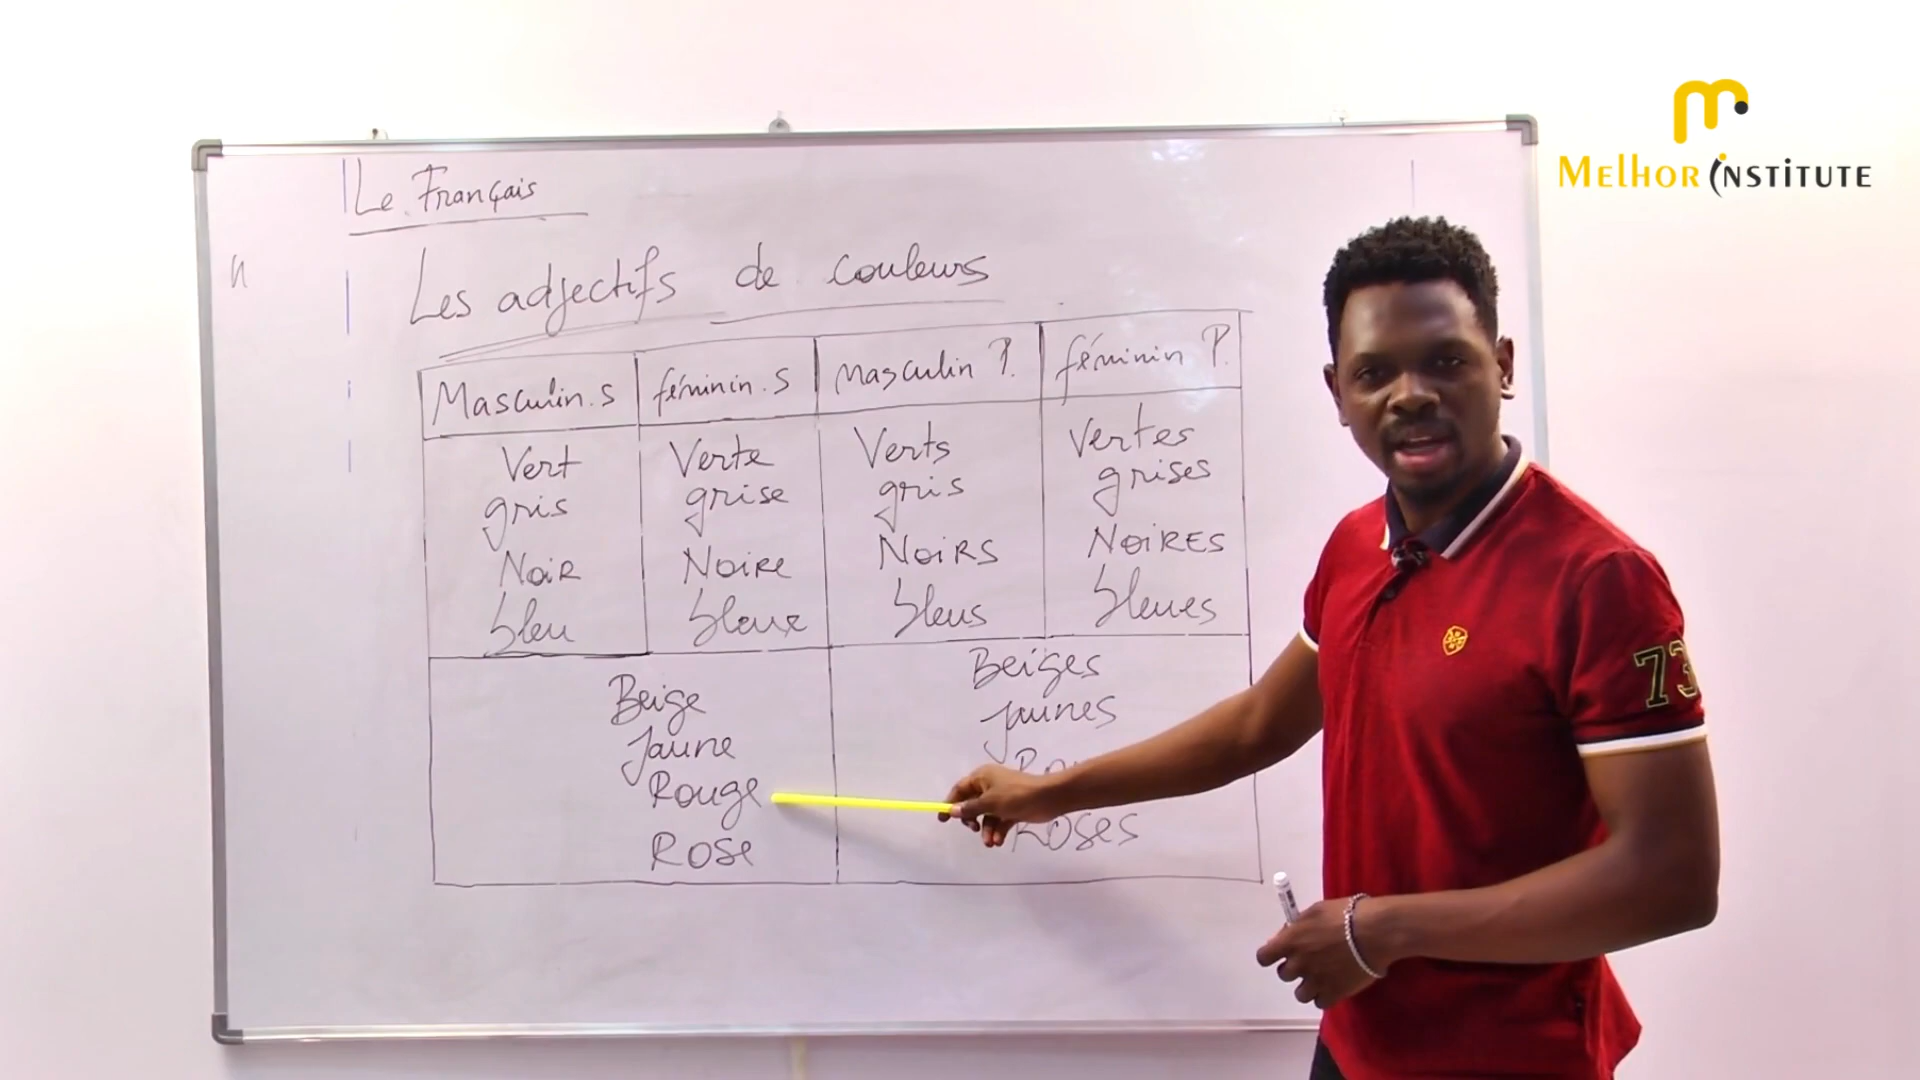 MELHOR INSTITUTE
Le Français
Les adjectifs de couleurs
Masculin.S féminin.S Masculin P. féminin P.
Vert Verte Verts Vertes
gris grise gris grises
NOIR NOIRE NOIRS NOIRES
bleu bleue bleus bleues
Beige Beiges
Jaune Jaunes
Rouge
ROSE ROSES
73